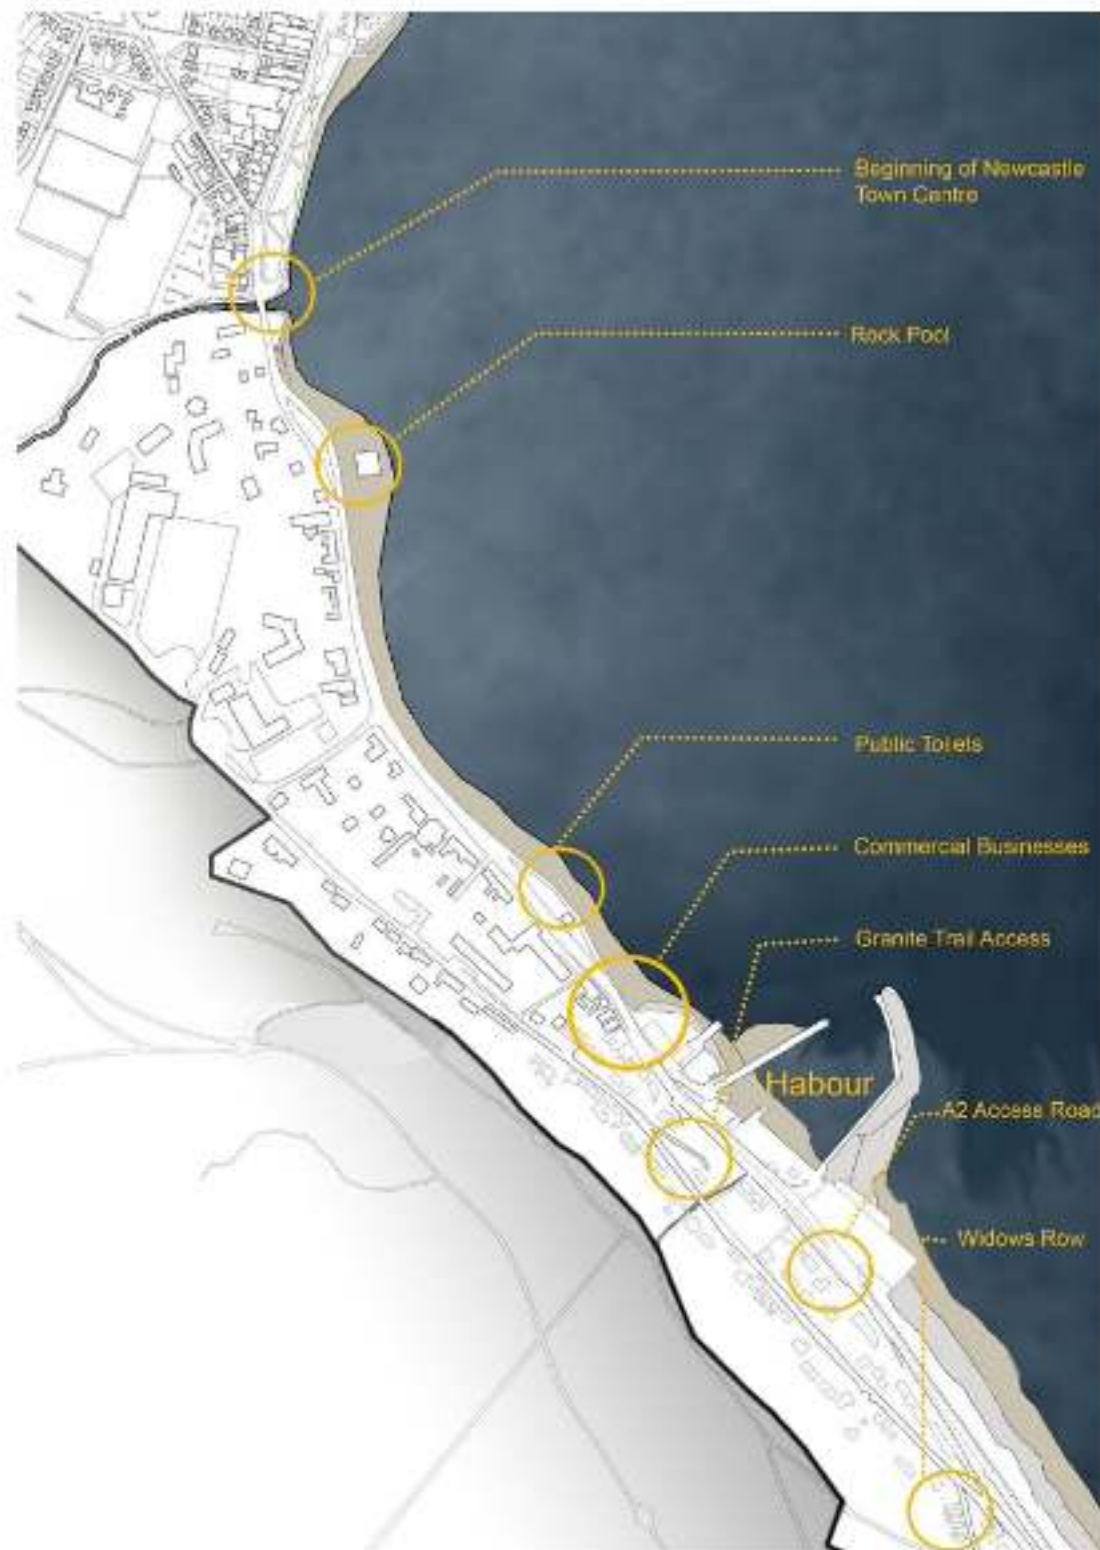 Beginning of Newcastle
Town Centre
Rock Pool
Public Toilets
Commercial Businesses
Granite Trail Access
Habour
A2 Access Road
Widows Row